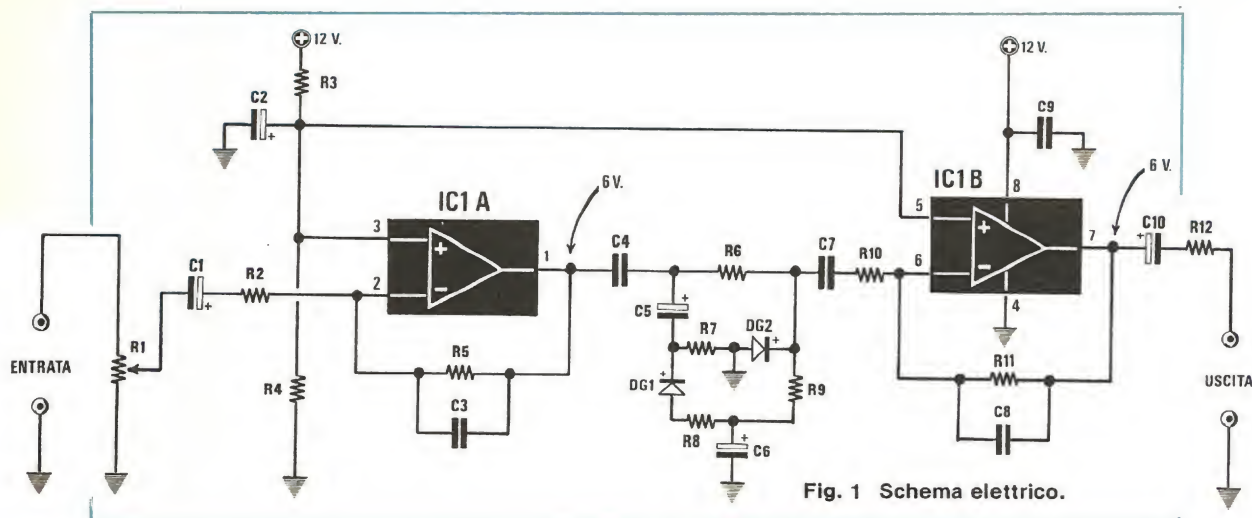 12 V.
12 V.
R3
C2
C9
IC1 A
6 V.
IC1 B
8
6 V.
5
3
C4
R6
C7
R10
7
C10
R12
C1
R2
1
6
2
C5
R7
DG2
4
ENTRATA
R1
R5
R11
USCITA
R4
DG1
R9
C3
R8
C6
C8
Fig. 1 Schema elettrico.